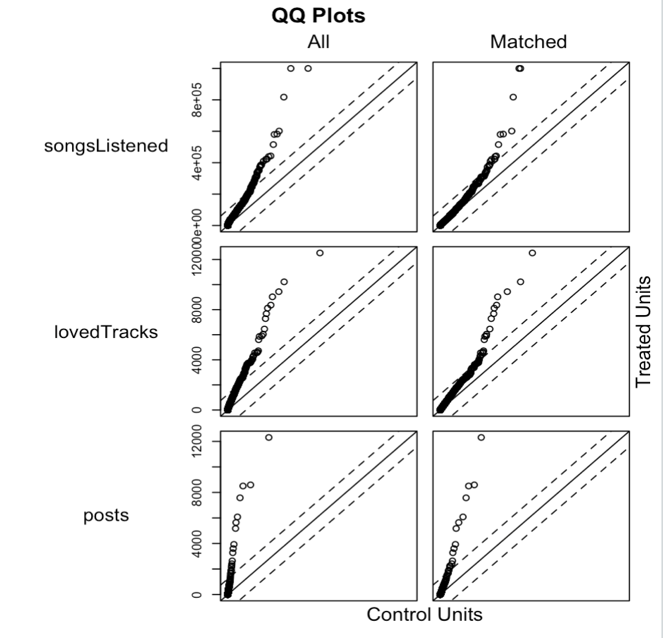 QQ Plots
All Matched
songsListened
0e+00 4e+05 8e+05
lovedTracks
0 4000 8000 12000
posts
0 4000 8000 12000
Treated Units
Control Units